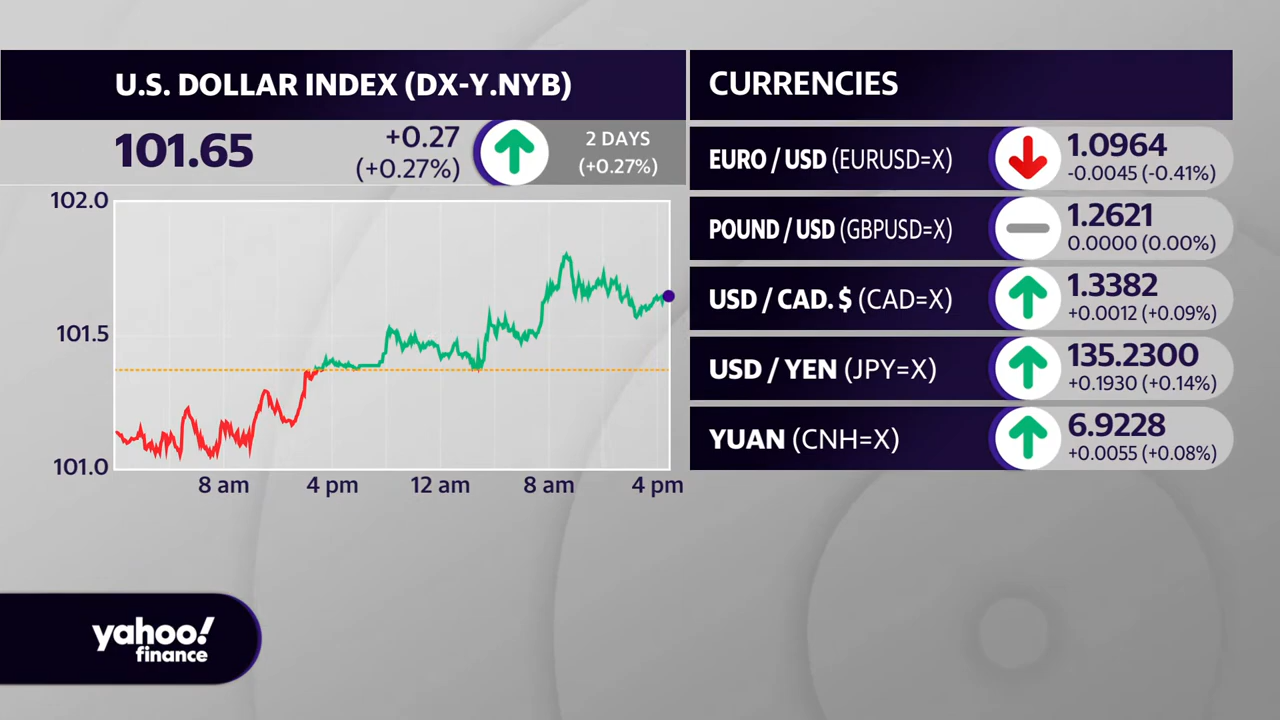 U.S. DOLLAR INDEX (DX-Y.NYB)
101.65
+0.27
(+0.27%)
2 DAYS
(+0.27%)
102.0
101.5
101.0
8 am
4 pm
12 am
8 am
4 pm
CURRENCIES
EURO / USD (EURUSD=X)
1.0964
-0.0045 (-0.41%)
POUND / USD (GBPUSD=X)
1.2621
0.0000 (0.00%)
USD / CAD. $ (CAD=X)
1.3382
+0.0012 (+0.09%)
USD / YEN (JPY=X)
135.2300
+0.1930 (+0.14%)
YUAN (CNH=X)
6.9228
+0.0055 (+0.08%)
yahoo!
finance